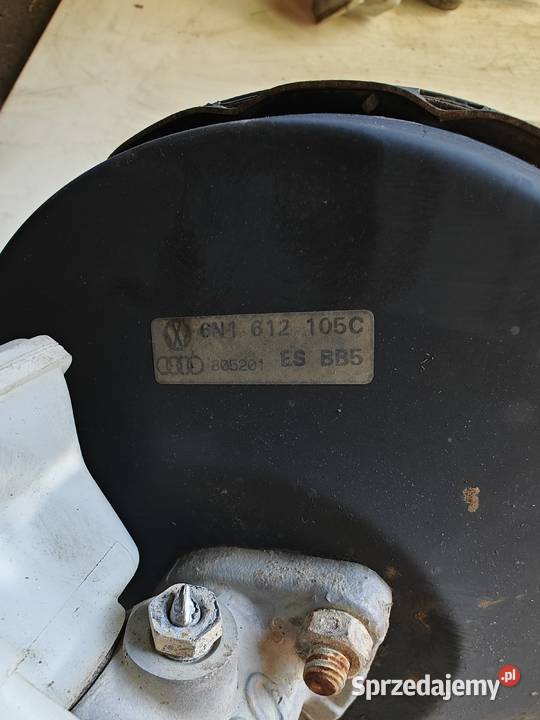 6N1 612 105C
805201 ES BB5
Sprzedajemy.pl